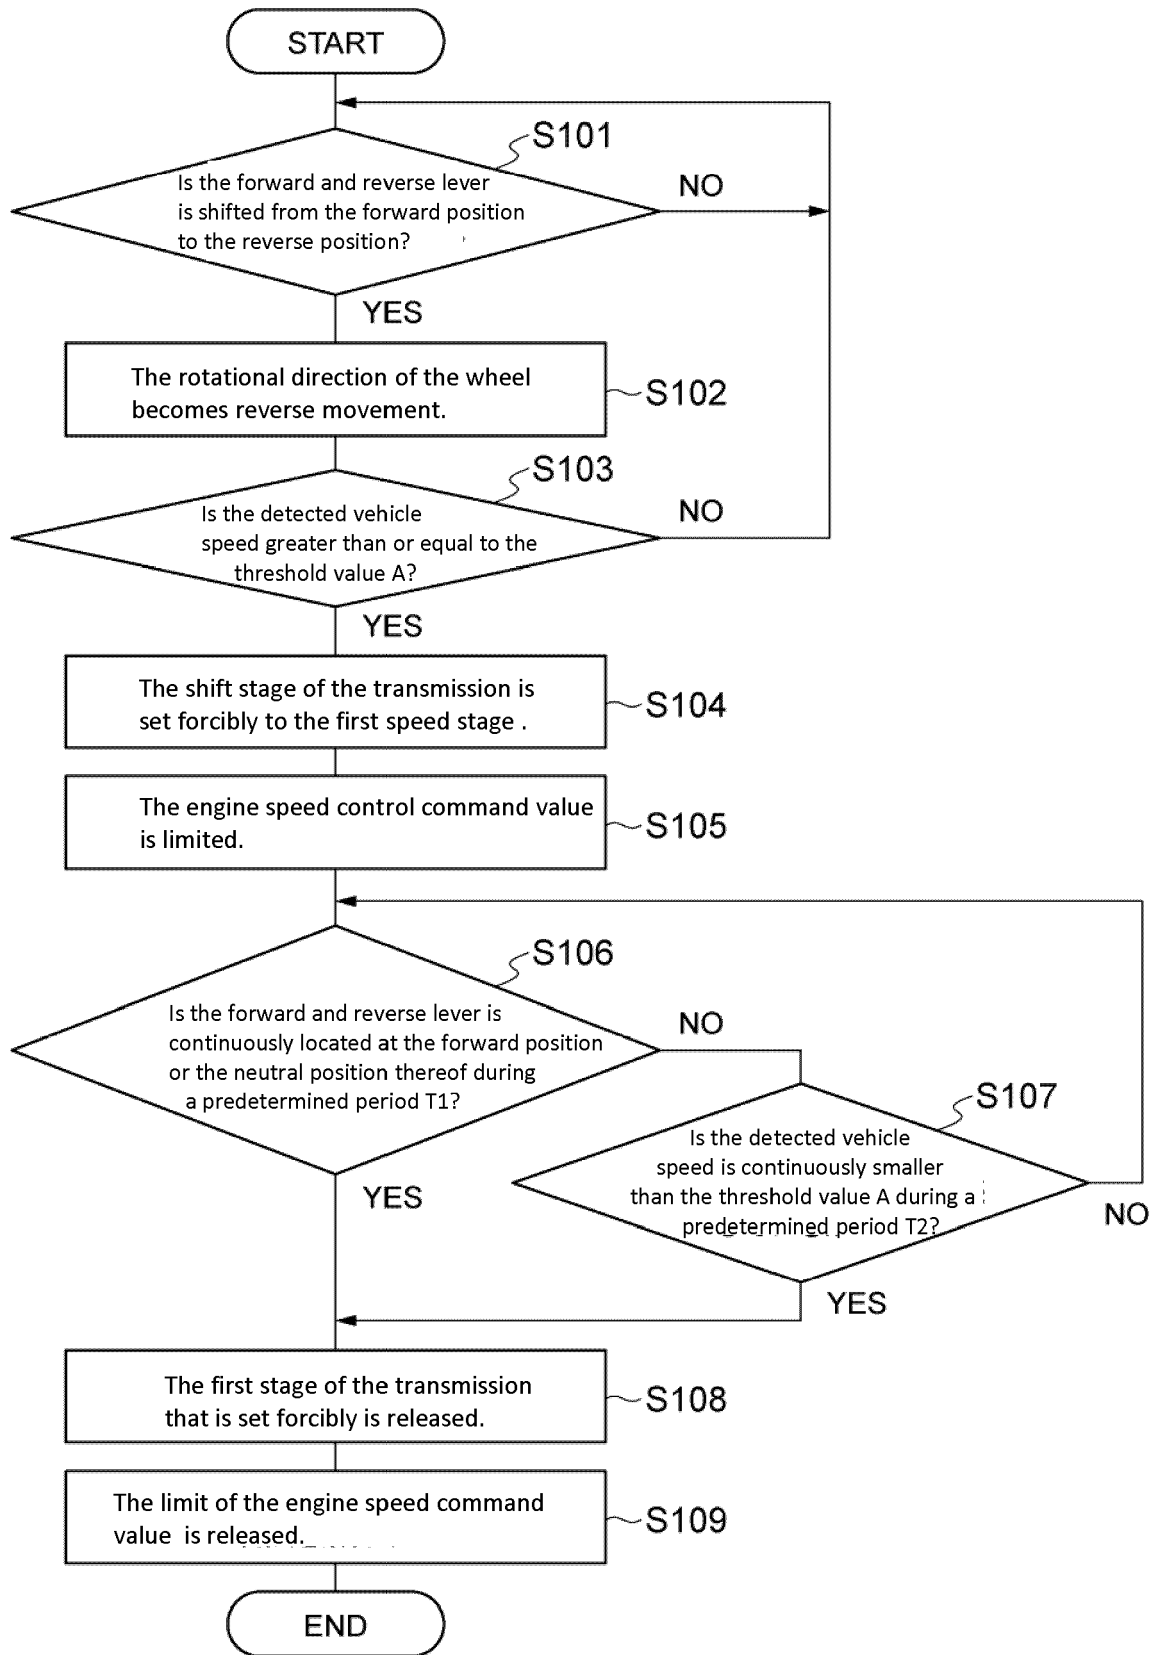 START
S101
Is the forward and reverse lever
is shifted from the forward position
to the reverse position?
NO
YES
The rotational direction of the wheel
becomes reverse movement.
S102
S103
Is the detected vehicle
speed greater than or equal to the
threshold value A?
NO
YES
The shift stage of the transmission is
set forcibly to the first speed stage .
S104
The engine speed control command value
is limited.
S105
S106
Is the forward and reverse lever is
continuously located at the forward position
or the neutral position thereof during
a predetermined period T1?
NO
YES
S107
Is the detected vehicle
speed is continuously smaller
than the threshold value A during a
predetermined period T2?
NO
YES
The first stage of the transmission
that is set forcibly is released.
S108
The limit of the engine speed command
value is released.
S109
END